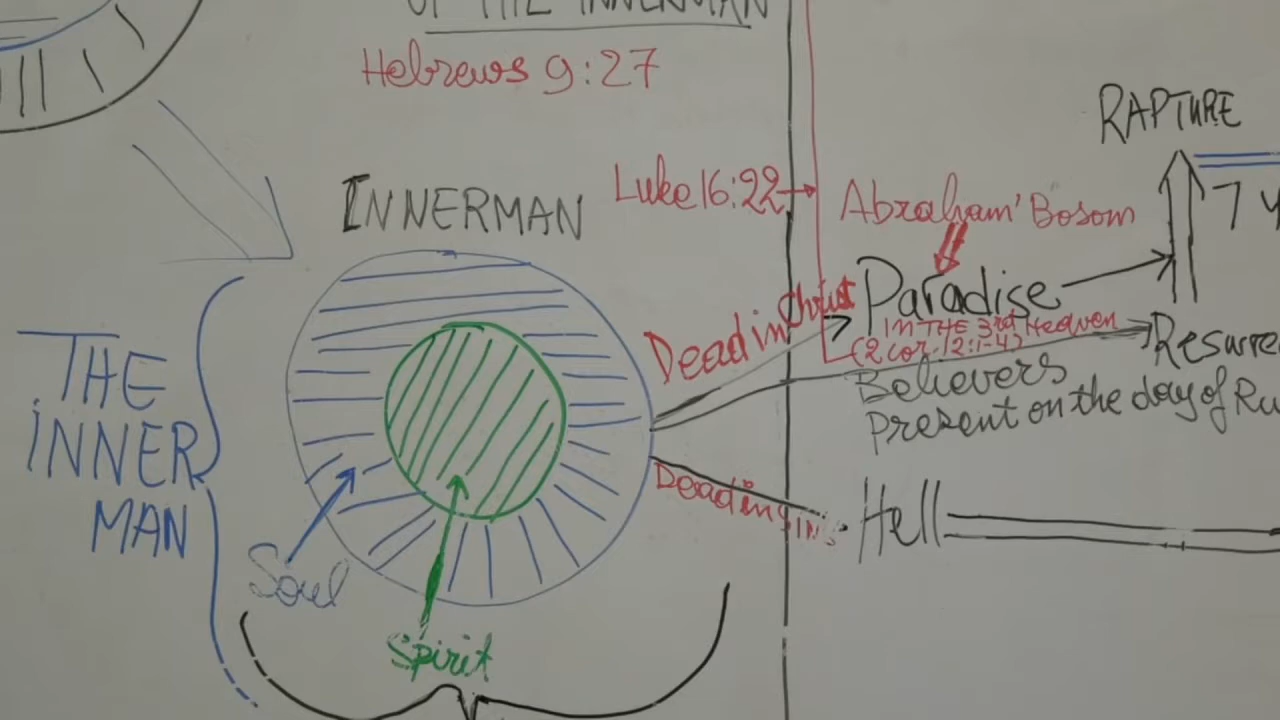 OF THE INNERMAN
Hebrews 9:27
RAPTURE
Luke 16:22
Abraham' Bosom
7
INNERMAN
Dead in Christ
Paradise
IN THE 3rd Heaven
(2 cor. 12:1-4)
Believers
Present on the day of
THE
INNER
MAN
Dead in
Hell
Soul
Spirit